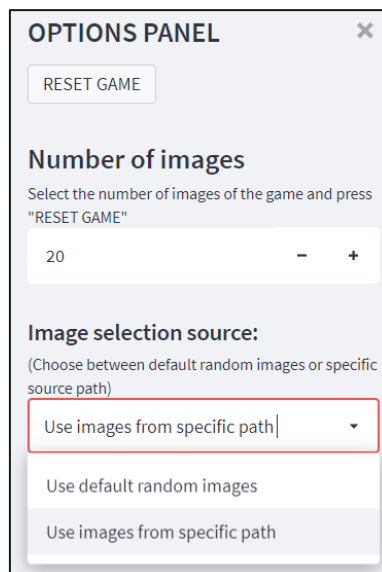 OPTIONS PANEL ×
RESET GAME
Number of images
Select the number of images of the game and press
"RESET GAME"
20 − +
Image selection source:
(Choose between default random images or specific
source path)
Use images from specific path
Use default random images
Use images from specific path